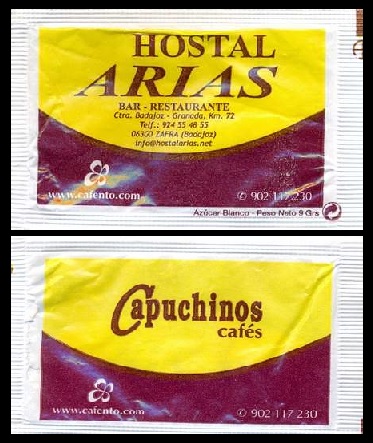 HOSTAL
ARIAS
BAR - RESTAURANTE
Ctra. Badajoz - Granada, Km. 72
Telf.: 924 55 48 55
06300 ZAFRA (Badajoz)
info@hostalarias.net
www.cafento.com
✆ 902 117 230
Azúcar Blanco - Peso Neto 9 Grs
Capuchinos
cafés
www.cafento.com
✆ 902 117 230